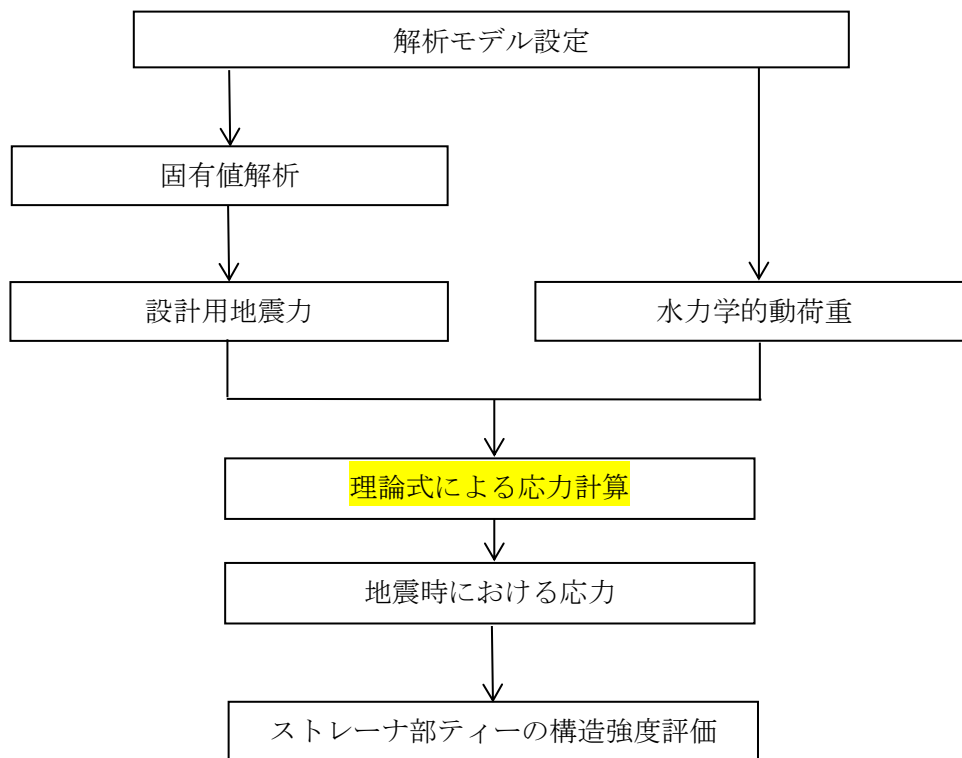 解析モデル設定
固有値解析
設計用地震力
水力学的動荷重
理論式による応力計算
地震時における応力
ストレーナ部ティーの構造強度評価